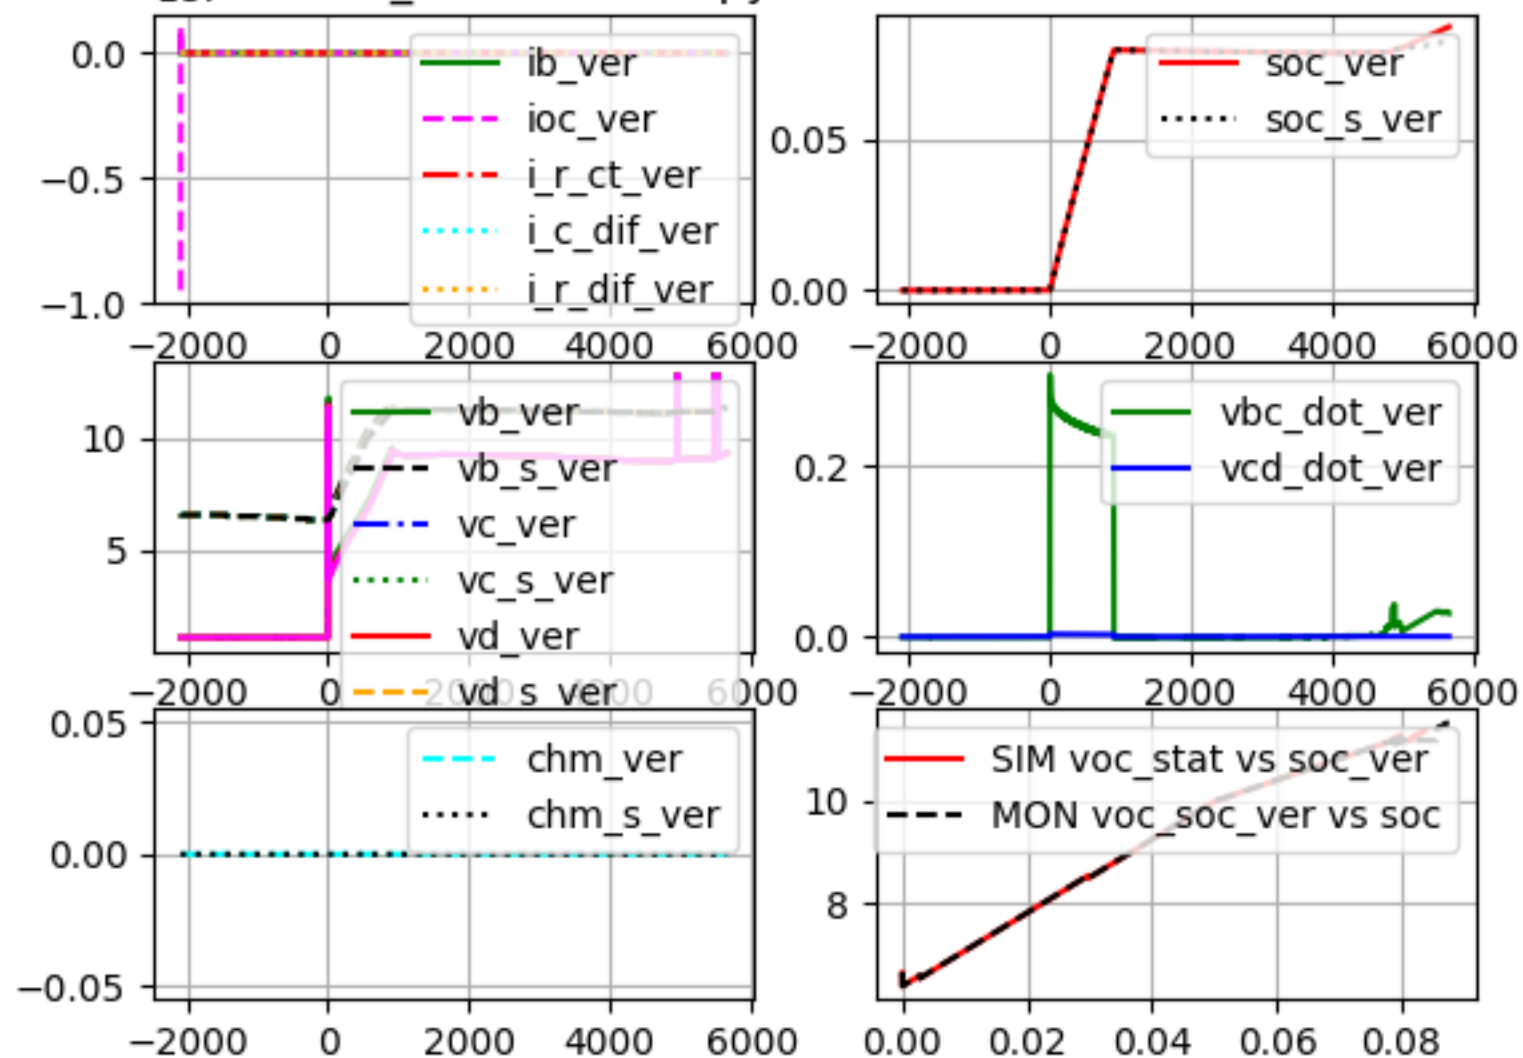 0.0
−0.5
−1.0
ib_ver
ioc_ver
i_r_ct_ver
i_c_dif_ver
i_r_dif_ver
−2000 0 2000 4000 6000
0.05
0.00
soc_ver
soc_s_ver
−2000 0 2000 4000 6000
10
5
vb_ver
vb_s_ver
vc_ver
vc_s_ver
vd_ver
vd_s_ver
−2000 0 2000 4000 6000
0.2
0.0
vbc_dot_ver
vcd_dot_ver
−2000 0 2000 4000 6000
0.05
0.00
−0.05
chm_ver
chm_s_ver
−2000 0 2000 4000 6000
10
8
SIM voc_stat vs soc_ver
MON voc_soc_ver vs soc
0.00 0.02 0.04 0.06 0.08